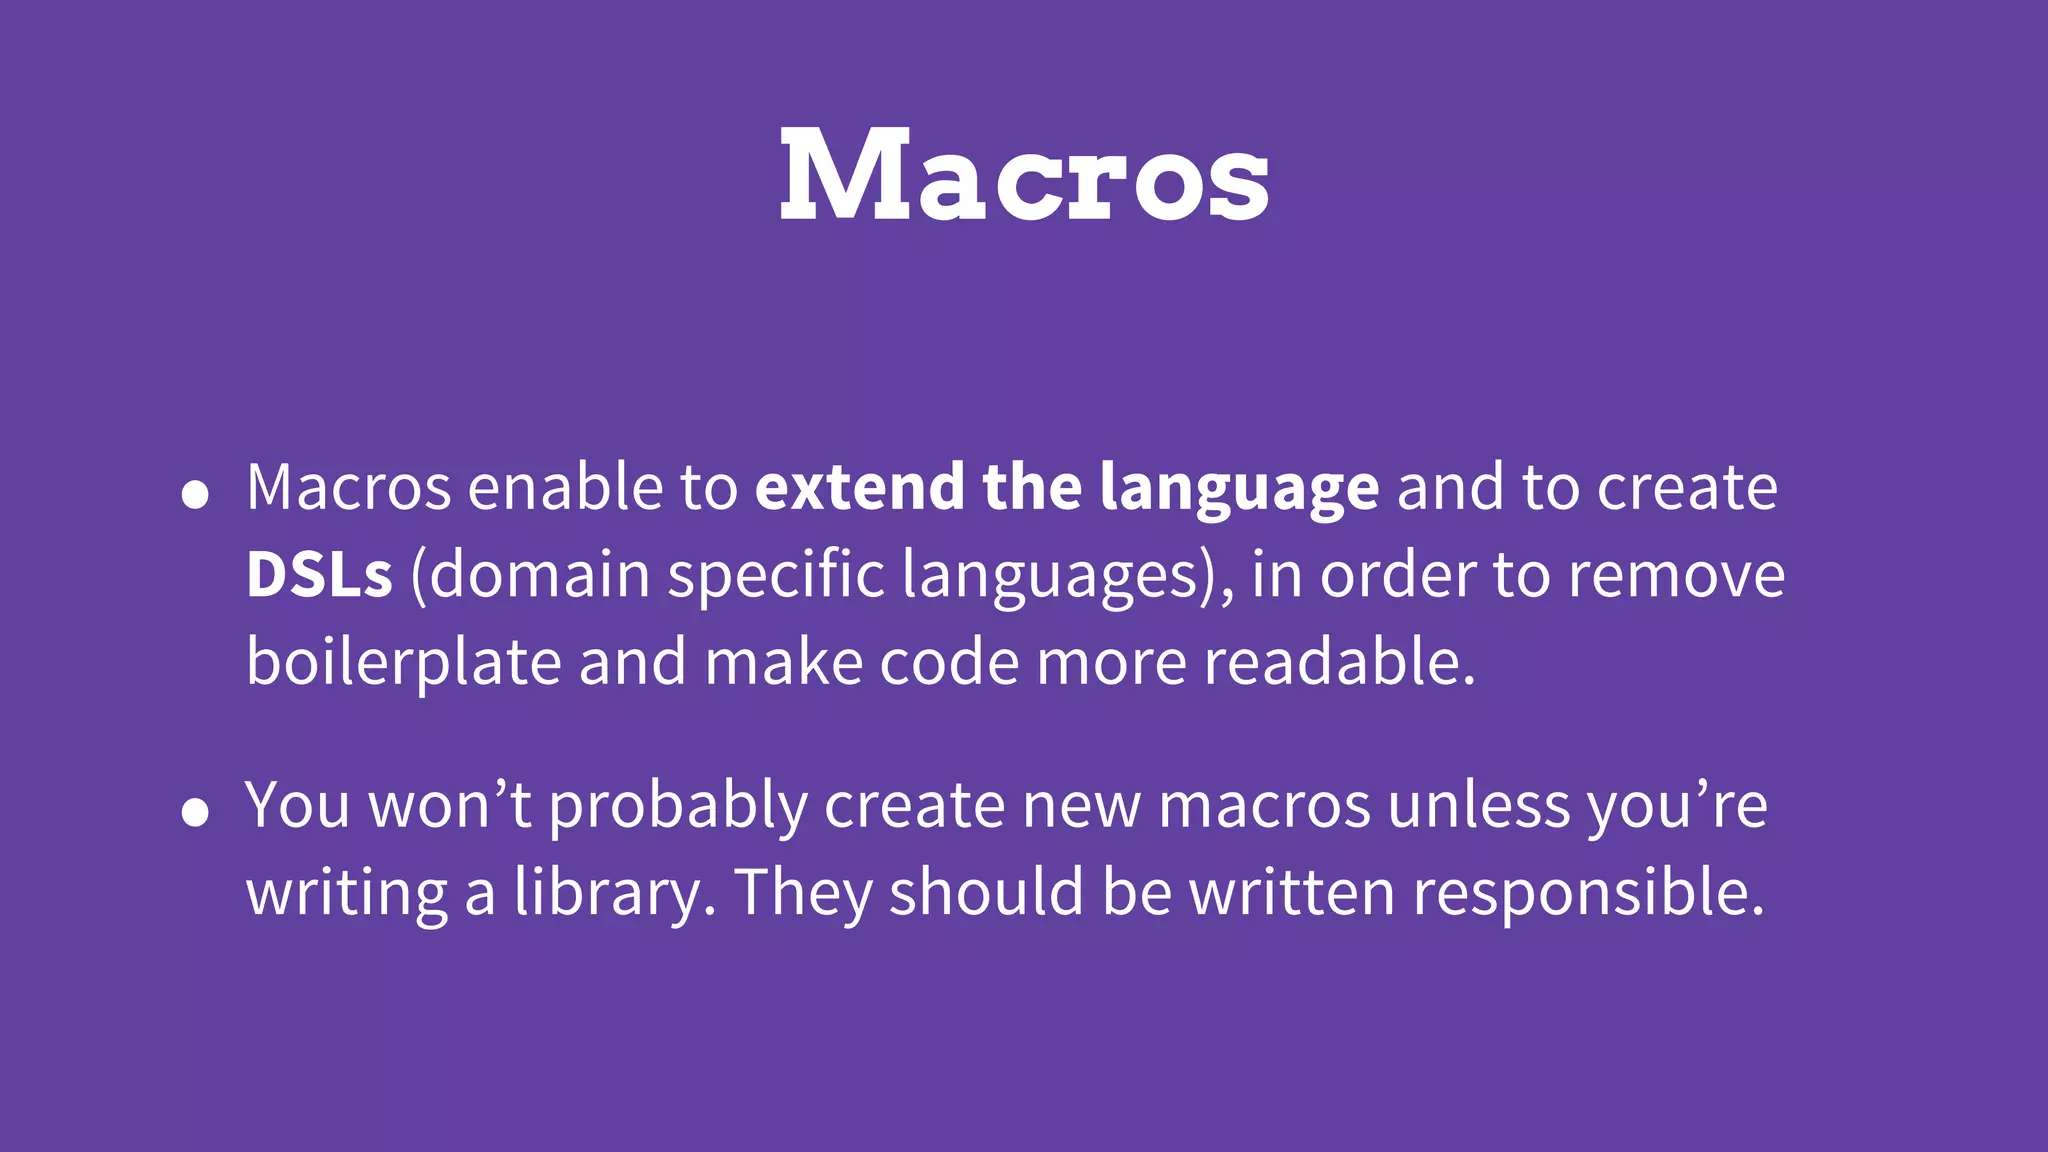 Macros
• Macros enable to extend the language and to create
DSLs (domain specific languages), in order to remove
boilerplate and make code more readable.
• You won’t probably create new macros unless you’re
writing a library. They should be written responsible.